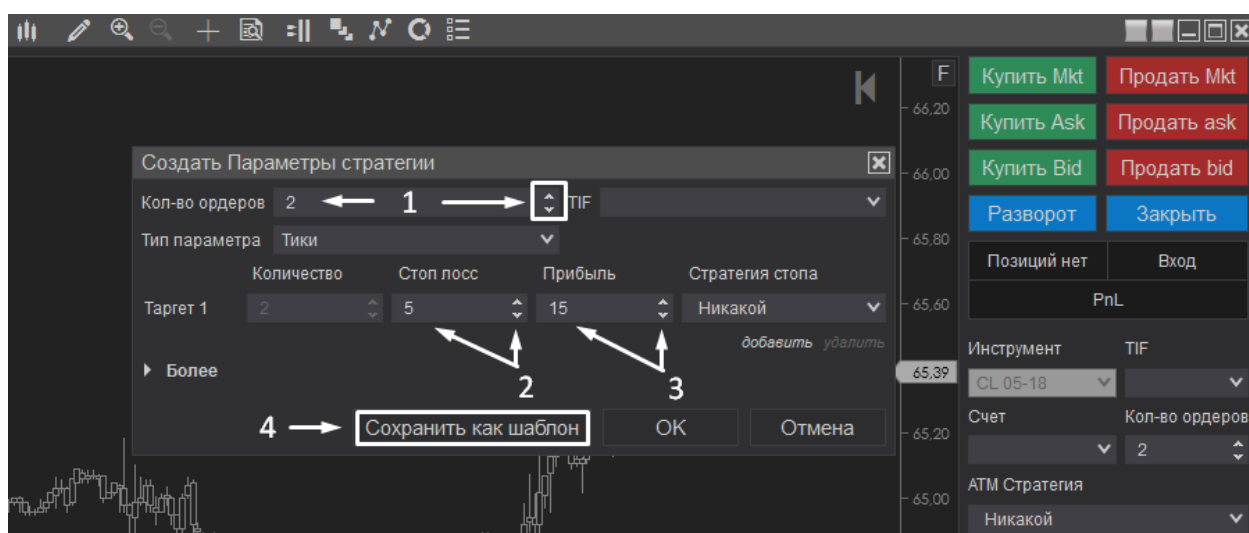 F
Купить Mkt Продать Mkt
66,20
Купить Ask Продать ask
Создать Параметры стратегии
66,00
Купить Bid Продать bid
Кол-во ордеров 2 1 TIF
Разворот Закрыть
Тип параметра Тики
65,80
Позиций нет Вход
Количество Стоп лосс Прибыль Стратегия стопа
PnL
Таргет 1 2 5 15 Никакой
65,60
добавить удалить
Инструмент TIF
Более
65,39
CL 05-18
2 3
Счет Кол-во ордеров
4 Сохранить как шаблон OK Отмена
65,20
2
АТМ Стратегия
65,00
Никакой